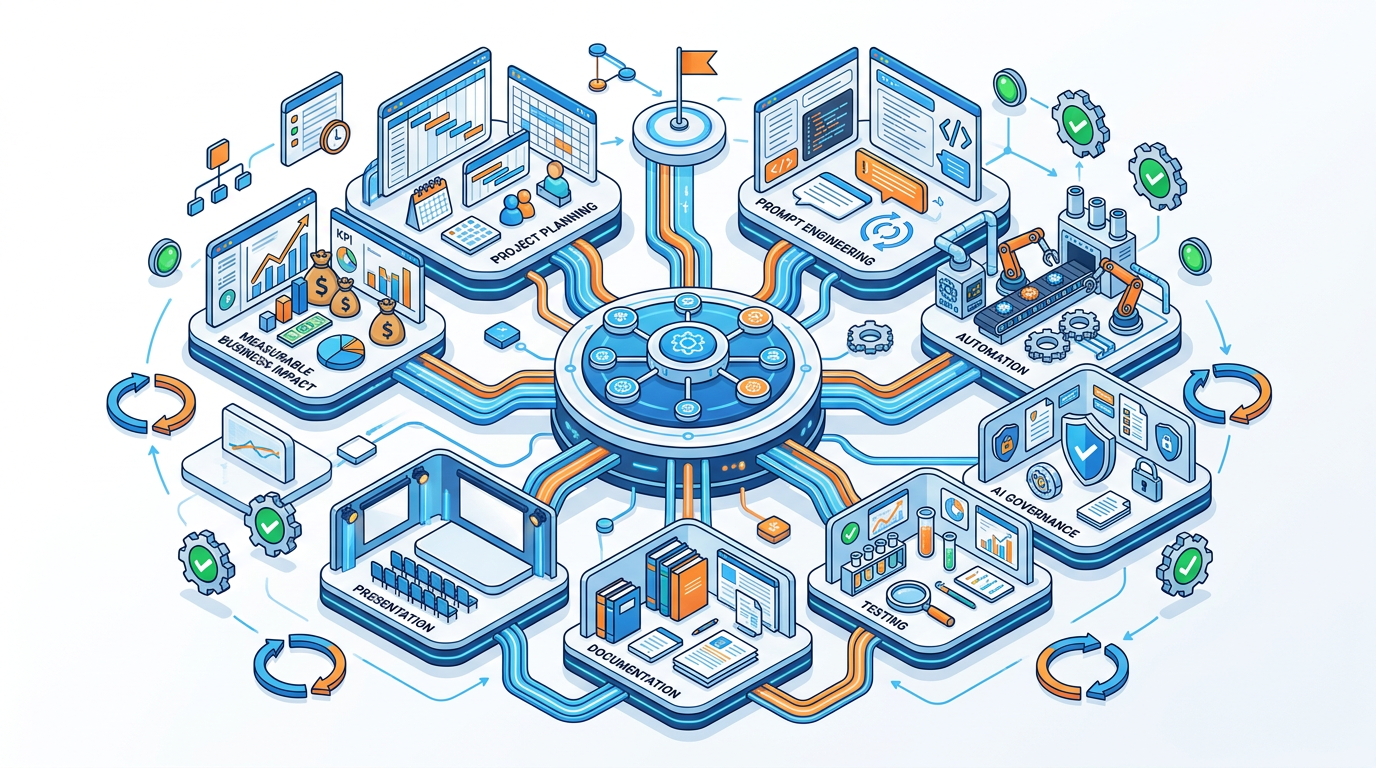 PROJECT PLANNING
PROMPT ENGINEERING
</>
</>
KPI
$
$
$
MEASURABLE
BUSINESS IMPACT
AUTOMATION
AI GOVERNANCE
PRESENTATION
DOCUMENTATION
TESTING